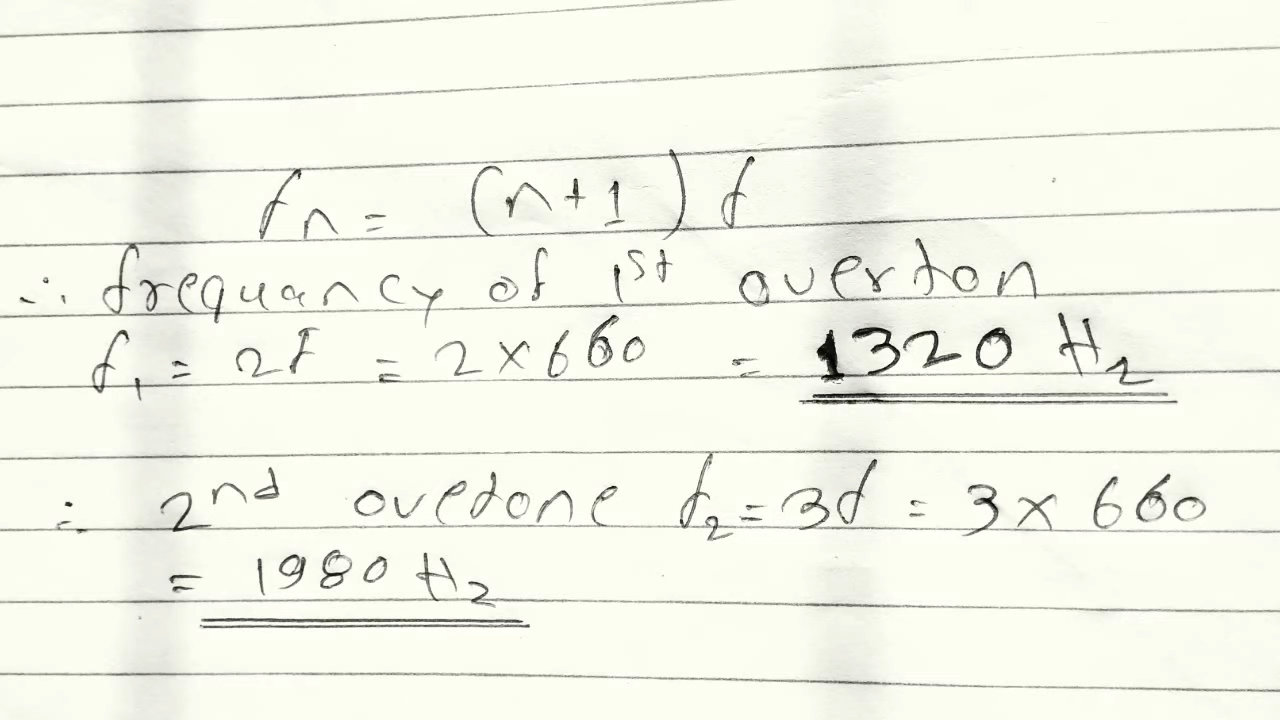 fn = (n+1) f
∴ frequancy of 1st overton
f1 = 2f = 2×660 = 1320 Hz
∴ 2nd ovetone f2 = 3f = 3×660
= 1980 Hz